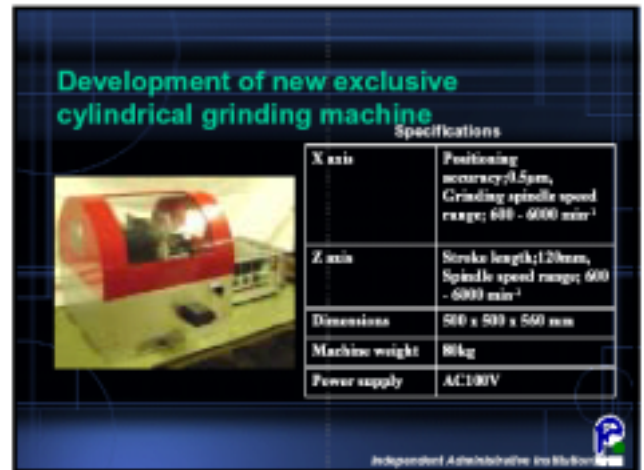 Development of new exclusive
cylindrical grinding machine
Specifications
X axis
Positioning
accuracy;0.5μm,
Grinding spindle speed
range; 600 - 6000 min-1
Z axis
Stroke length;120mm,
Spindle speed range; 600
- 6000 min-1
Dimensions
500 x 500 x 560 mm
Machine weight
80kg
Power supply
AC100V
Independent Administrative Institution